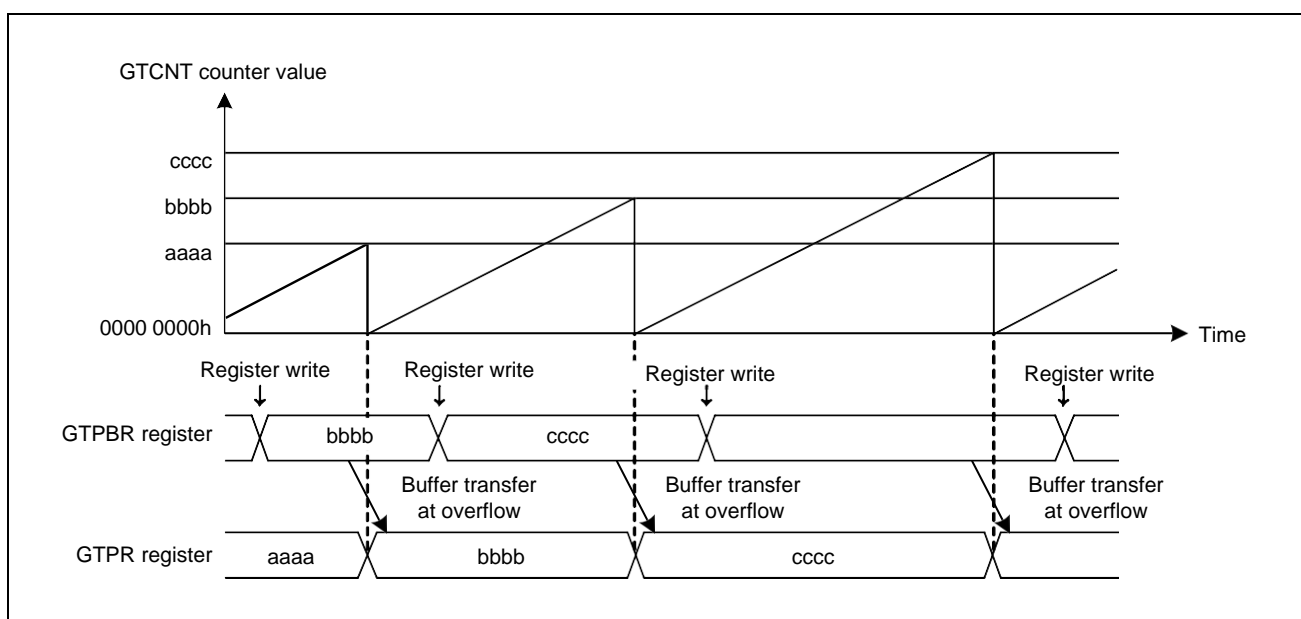 GTCNT counter value
cccc
bbbb
aaaa
0000 0000h
Time
Register write Register write Register write Register write
GTPBR register bbbb cccc
Buffer transfer Buffer transfer Buffer transfer
at overflow at overflow at overflow
GTPR register aaaa bbbb cccc